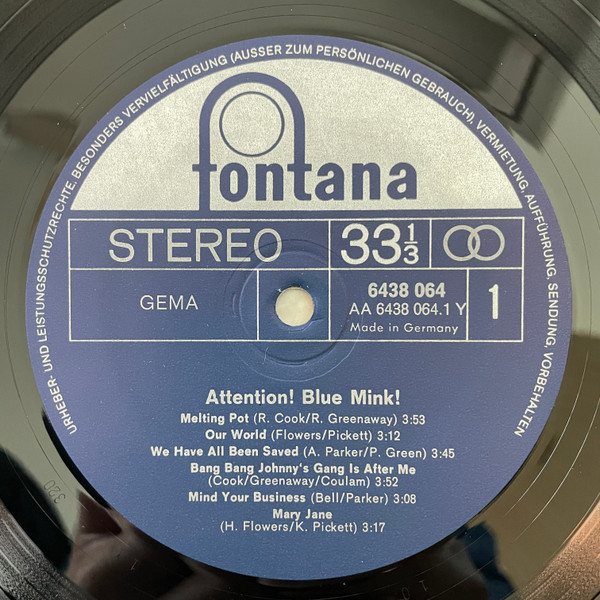 URHEBER- UND LEISTUNGSSCHUTZRECHTE, BESONDERS VERVIELFÄLTIGUNG (AUSSER ZUM PERSÖNLICHEN GEBRAUCH), VERMIETUNG, AUFFÜHRUNG, SENDUNG, VORBEHALTEN
fontana
STEREO 33 1/3
GEMA
6438 064
AA 6438 064.1 Y
Made in Germany
1
Attention! Blue Mink!
Melting Pot (R. Cook/R. Greenaway) 3:53
Our World (Flowers/Pickett) 3:12
We Have All Been Saved (A. Parker/P. Green) 3:45
Bang Bang Johnny's Gang Is After Me
(Cook/Greenaway/Coulam) 3:52
Mind Your Business (Bell/Parker) 3:08
Mary Jane
(H. Flowers/K. Pickett) 3:17
320